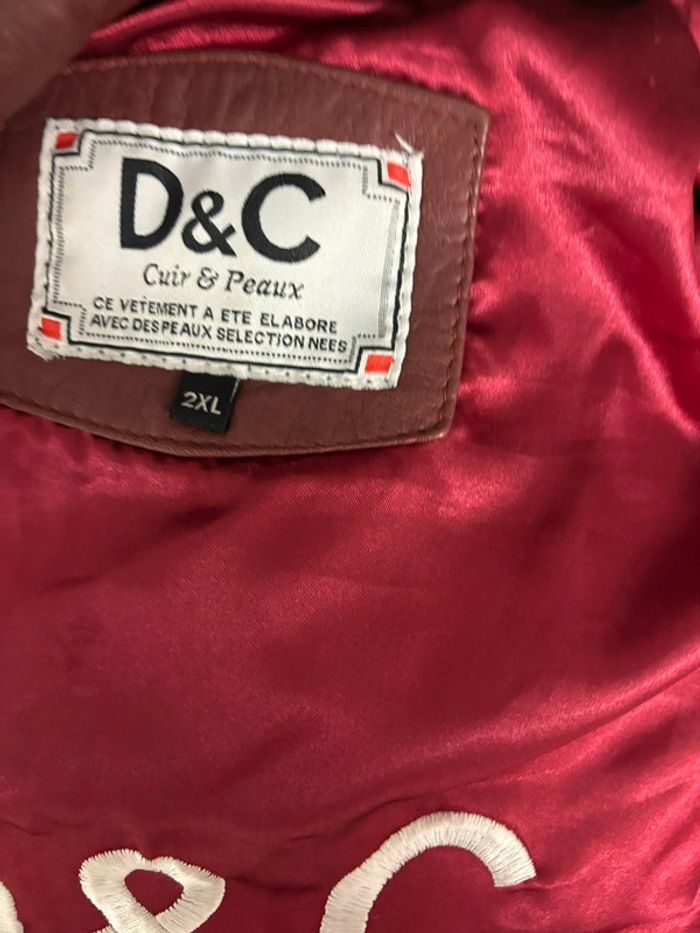 D&C
Cuir & Peaux
CE VETEMENT A ETE ELABORE
AVEC DES PEAUX SELECTION NEES
2XL
&C